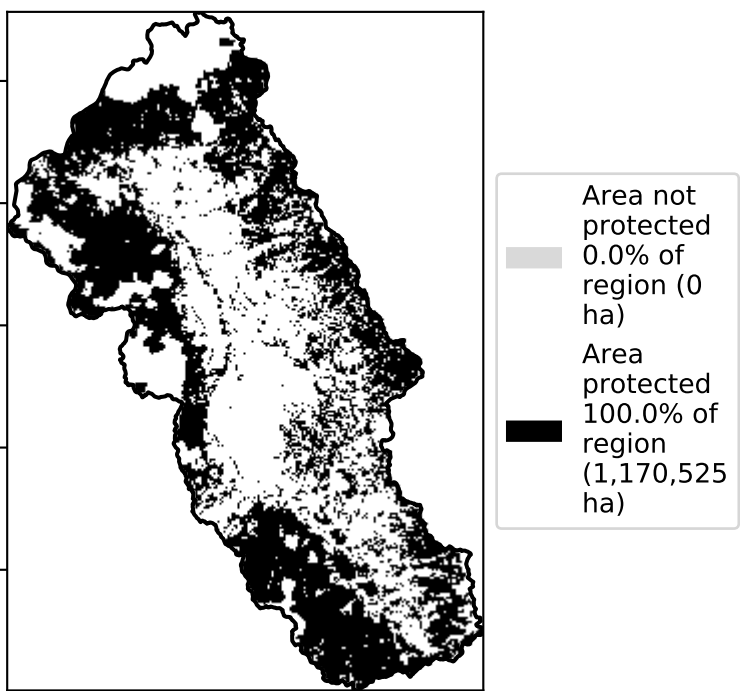 Area not
protected
0.0% of
region (0
ha)
Area
protected
100.0% of
region
(1,170,525
ha)